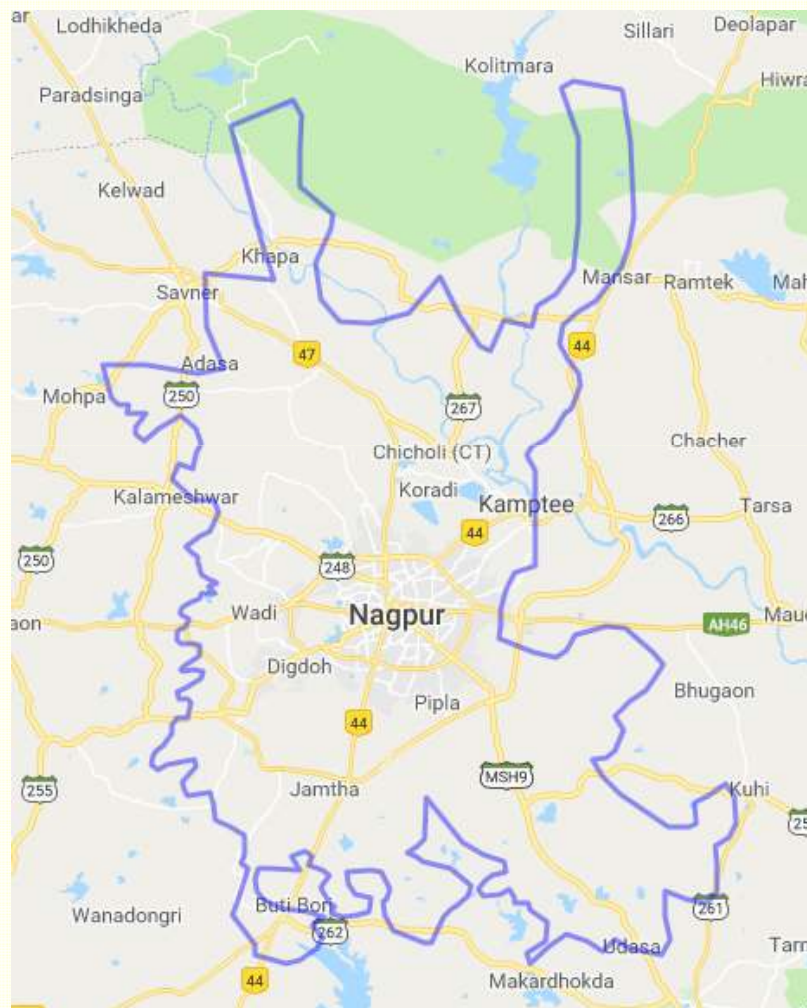 ar
Lodhikheda
Deolapar
Sillari
Kolitmara
Hiwra
Paradsinga
Kelwad
Khapa
Mansar
Ramtek
Mah
Savner
44
47
Adasa
250
Mohpa
267
Chacher
Chicholi (CT)
Koradi
Kalameshwar
Kamptee
Tarsa
266
44
250
248
Wadi
Nagpur
Maud
aon
AH46
Digdoh
Bhugaon
Pipla
44
MSH9
255
Jamtha
Kuhi
25
Buti Bori
Wanadongri
261
262
Udasa
Tarn
44
Makardhokda